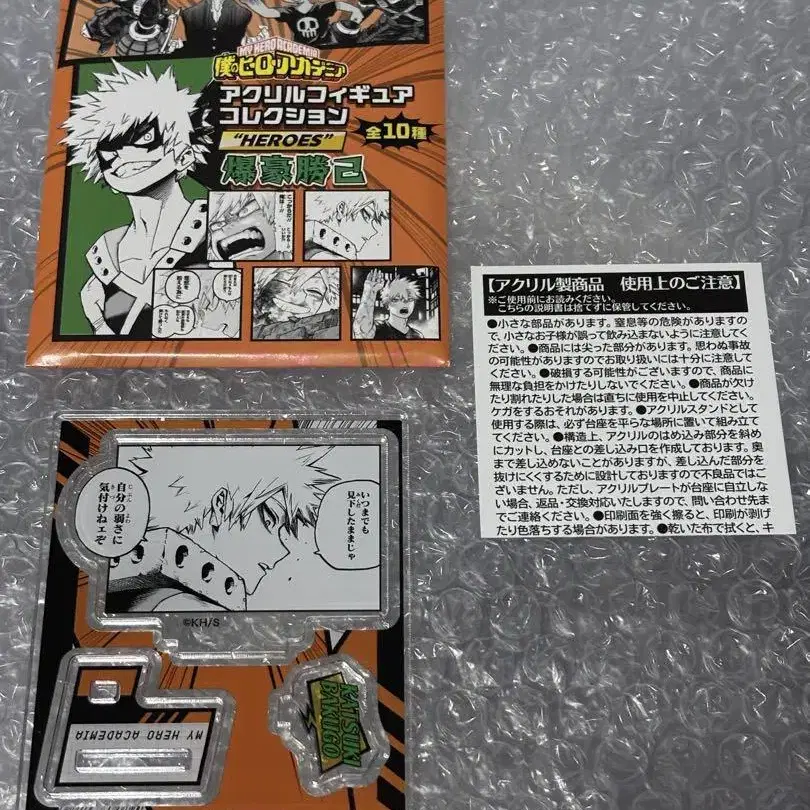 MY HERO ACADEMIA
僕のヒーローアカデミア
アクリルフィギュア
コレクション
"HEROES"
全10種
爆豪勝己
【アクリル製商品 使用上のご注意】
※ご使用前にお読みください。
こちらの説明書は捨てずに保管してください。
●小さな部品があります。窒息等の危険がありますの
で、小さなお子様が誤って飲み込まないように注意してく
ださい。●商品には尖った部分があります。思わぬ事故
の可能性がありますのでお取り扱いには十分に注意して
ください。●破損する可能性がございますので、商品に
無理な負担をかけたりしないでください。●商品が欠け
たり割れたりした場合は直ちに使用を中止してください。
ケガをするおそれがあります。●アクリルスタンドとして
使用する際は、必ず台座を平らな場所に置いて組み立て
てください。●構造上、アクリルのはめ込み部分を斜め
にカットし、台座との差し込み口を作成しております。奥
まで差し込めないことがありますが、差し込んだ部分を
抜けにくくするために設計しておりますので不良品ではご
ざいません。ただし、アクリルプレートが台座に自立しな
い場合、返品・交換対応いたしますので、問い合わせ先ま
でご連絡ください。●印刷面を強く擦ると、印刷が剥げ
たり色落ちする場合があります。●乾いた布で拭くと、キ
いつまでも
見下したままじゃ
自分の弱さに
気付けねェぞ
©KH/S
MY HERO ACADEMIA
KATSUKI
BAKUGO